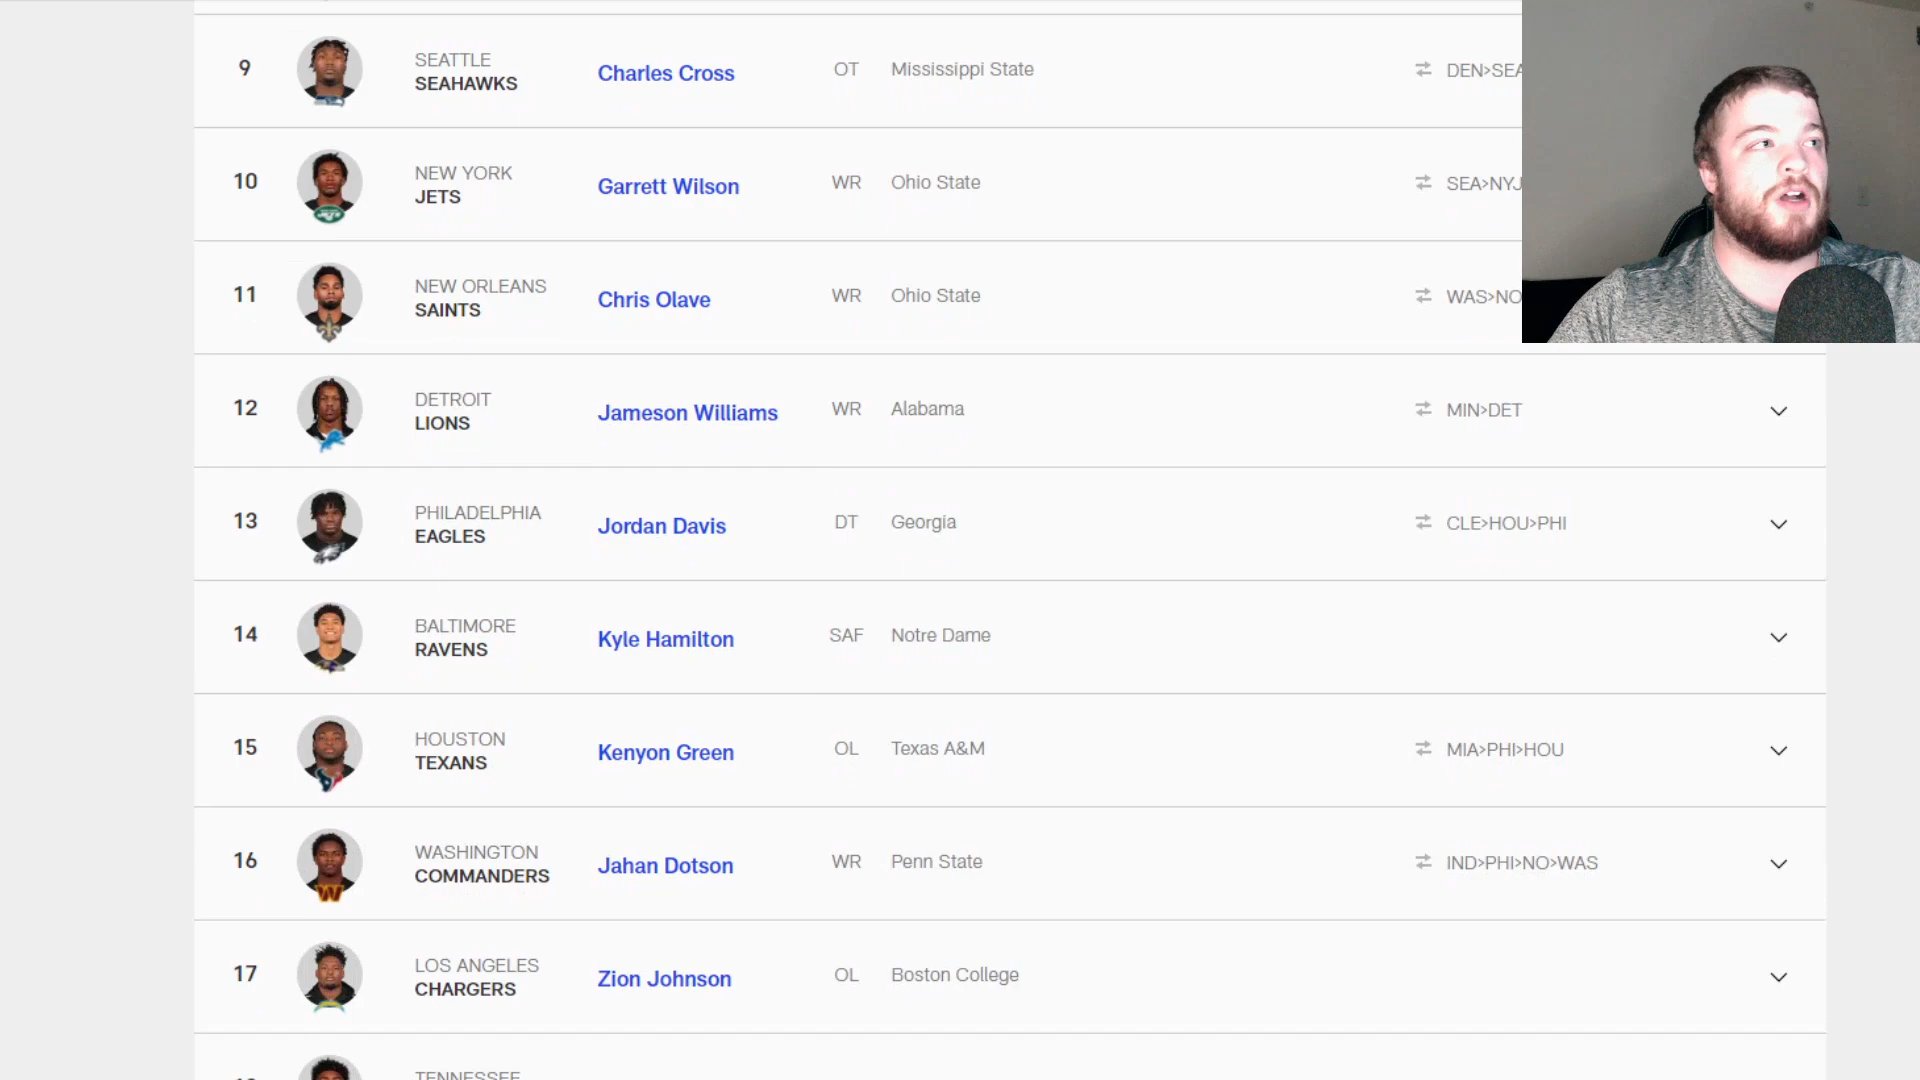 9 SEATTLE SEAHAWKS Charles Cross OT Mississippi State DEN>SEA
10 NEW YORK JETS Garrett Wilson WR Ohio State SEA>NYJ
11 NEW ORLEANS SAINTS Chris Olave WR Ohio State WAS>NO
12 DETROIT LIONS Jameson Williams WR Alabama MIN>DET
13 PHILADELPHIA EAGLES Jordan Davis DT Georgia CLE>HOU>PHI
14 BALTIMORE RAVENS Kyle Hamilton SAF Notre Dame
15 HOUSTON TEXANS Kenyon Green OL Texas A&M MIA>PHI>HOU
16 WASHINGTON COMMANDERS Jahan Dotson WR Penn State IND>PHI>NO>WAS
17 LOS ANGELES CHARGERS Zion Johnson OL Boston College
TENNESSEE